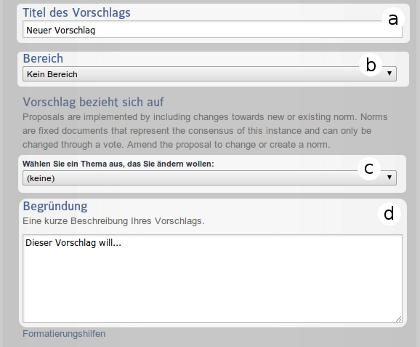 Titel des Vorschlags
a
Neuer Vorschlag
Bereich
b
Kein Bereich
Vorschlag bezieht sich auf
Proposals are implemented by including changes towards new or existing norm. Norms
are fixed documents that represent the consensus of this instance and can only be
changed through a vote. Amend the proposal to change or create a norm.
Wählen Sie ein Thema aus, das Sie ändern wollen:
c
(keine)
Begründung
d
Eine kurze Beschreibung Ihres Vorschlags.
Dieser Vorschlag will...
Formatierungshilfen